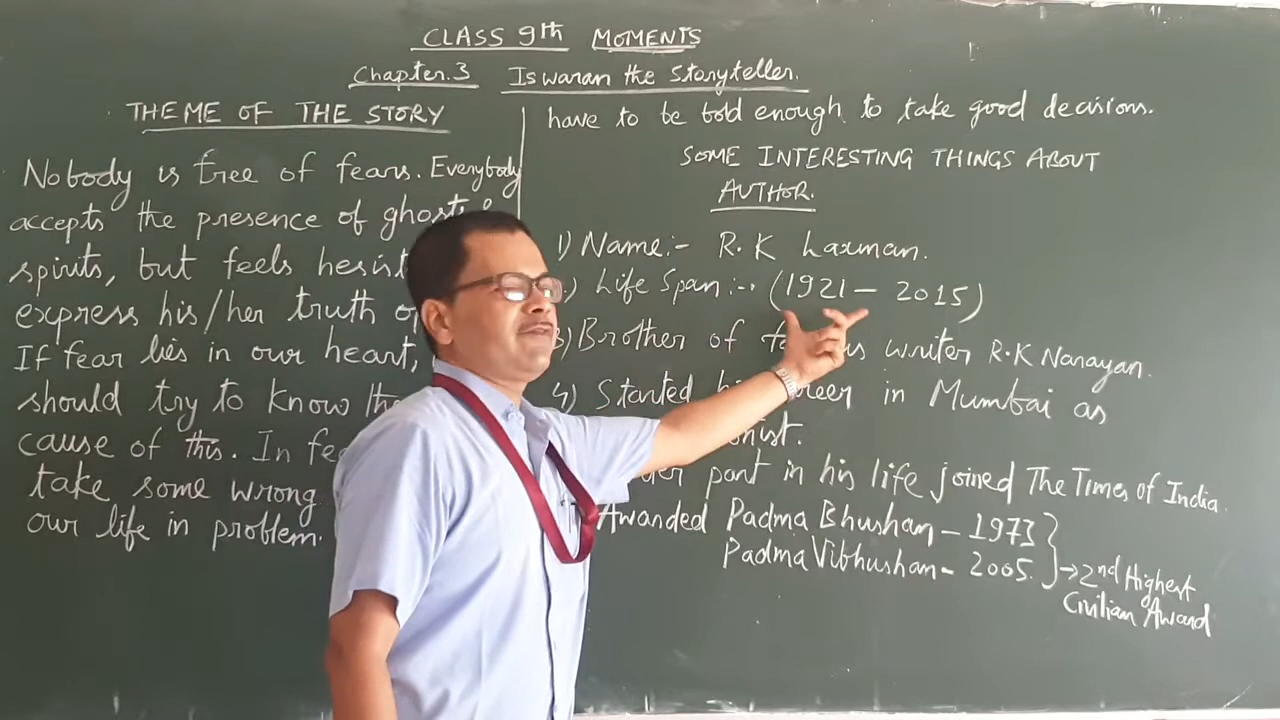 CLASS 9th MOMENTS
Chapter.3 Iswaran the Storyteller.
THEME OF THE STORY
Nobody is free of fears. Everybody
accepts the presence of ghosts &
spirits, but feels hesist
express his/her truth
If fear lies in our heart,
should try to know the
cause of this. In fe
take some wrong
our life in problem.
have to be bold enough to take good decisions.
SOME INTERESTING THINGS ABOUT
AUTHOR.
1) Name:- R.K Laxman.
) Life Span:-. (1921 - 2015)
3) Brother of writer R.K Narayan.
4) Started in Mumbai as
part in his life joined The Times of India.
Awarded Padma Bhushan - 1973
Padma Vibhushan - 2005. → 2nd Highest
Civilian Award